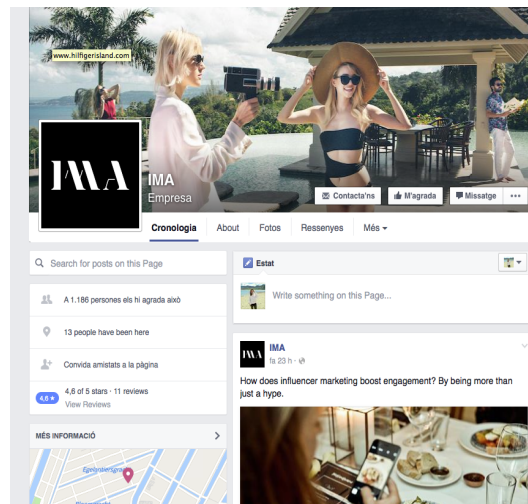 www.hilfigerisland.com
IMA
IMA
Empresa
Contacta'ns
M'agrada
Missatge
Cronologia
About
Fotos
Ressenyes
Més
Search for posts on this Page
Estat
A 1.186 persones els hi agrada això
Write something on this Page...
13 people have been here
Convida amistats a la pàgina
4,6 ★
4,6 of 5 stars · 11 reviews
View Reviews
IMA
IMA
fa 23 h ·
How does influencer marketing boost engagement? By being more than
just a hype.
MÉS INFORMACIÓ